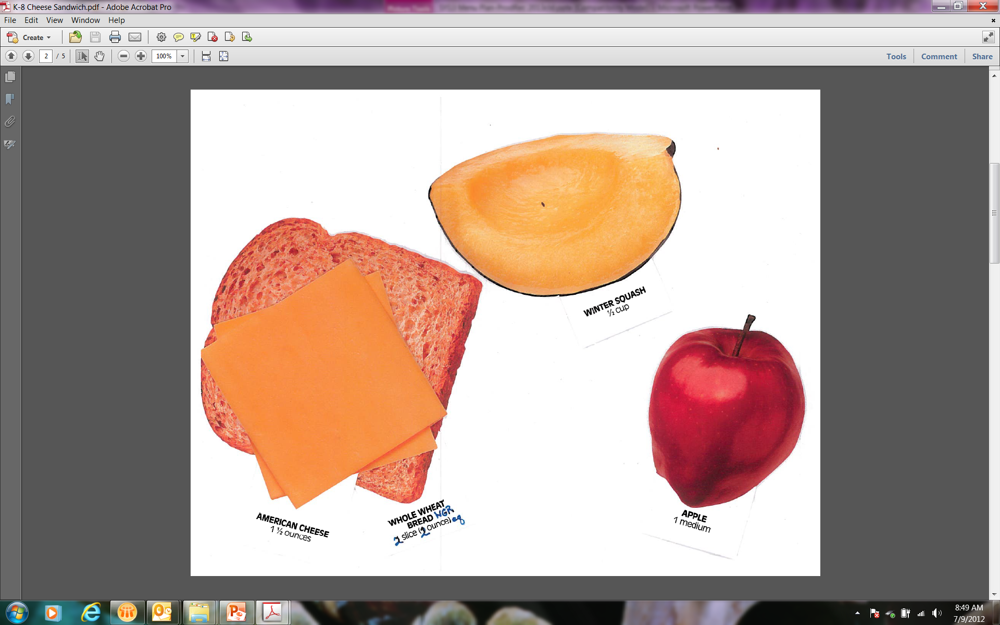 K-8 Cheese Sandwich.pdf - Adobe Acrobat Pro
File Edit View Window Help
Create
2 / 5 100% Tools Comment Share
WINTER SQUASH
½ cup
AMERICAN CHEESE
1 ½ ounces
WHOLE WHEAT
BREAD WGR
2 slice (2 ounce) eq
APPLE
1 medium
8:49 AM
7/9/2012